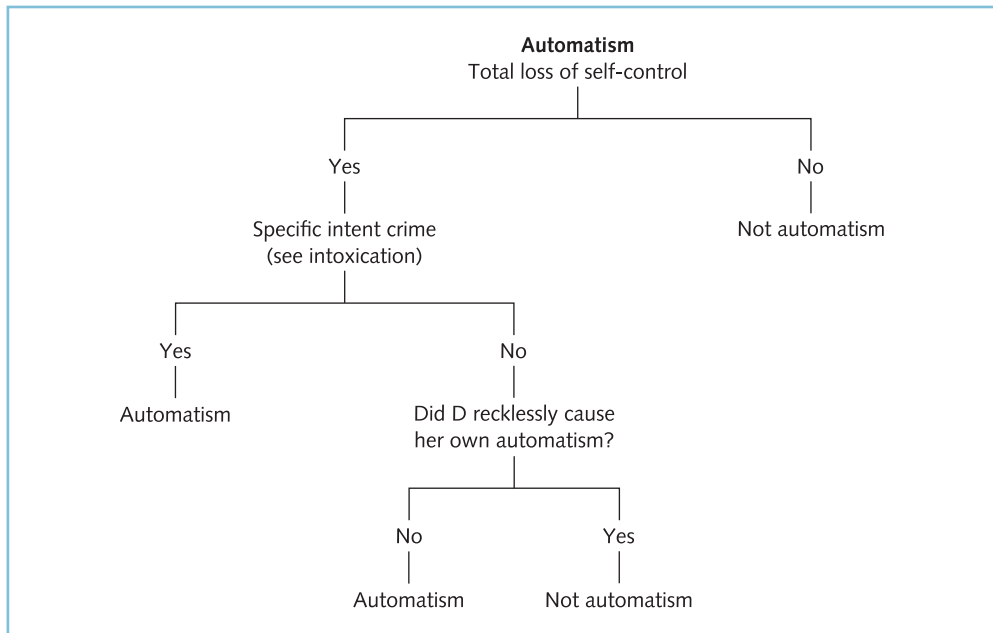 Automatism
Total loss of self-control
Yes
No
Specific intent crime
(see intoxication)
Not automatism
Yes
No
Automatism
Did D recklessly cause
her own automatism?
No
Yes
Automatism
Not automatism